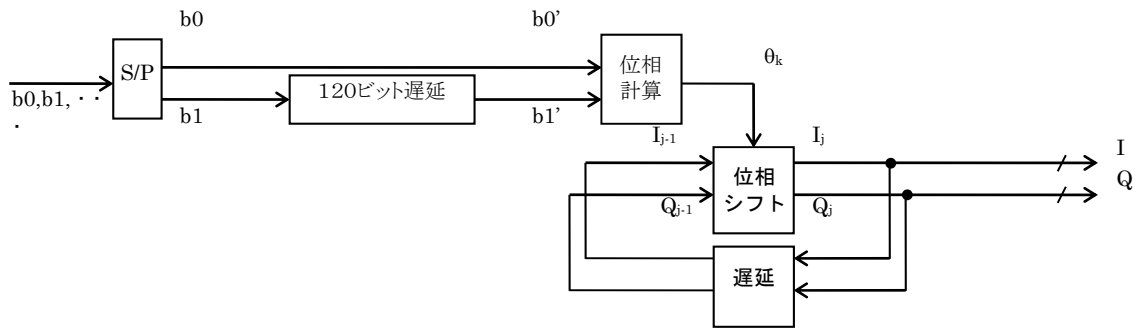 b0
b0’
S/P
位相
計算
θk
b0,b1,・・
・
120ビット遅延
b1
b1’
Ij-1
Ij
I
位相
シフト
Q
Qj-1
Qj
遅延